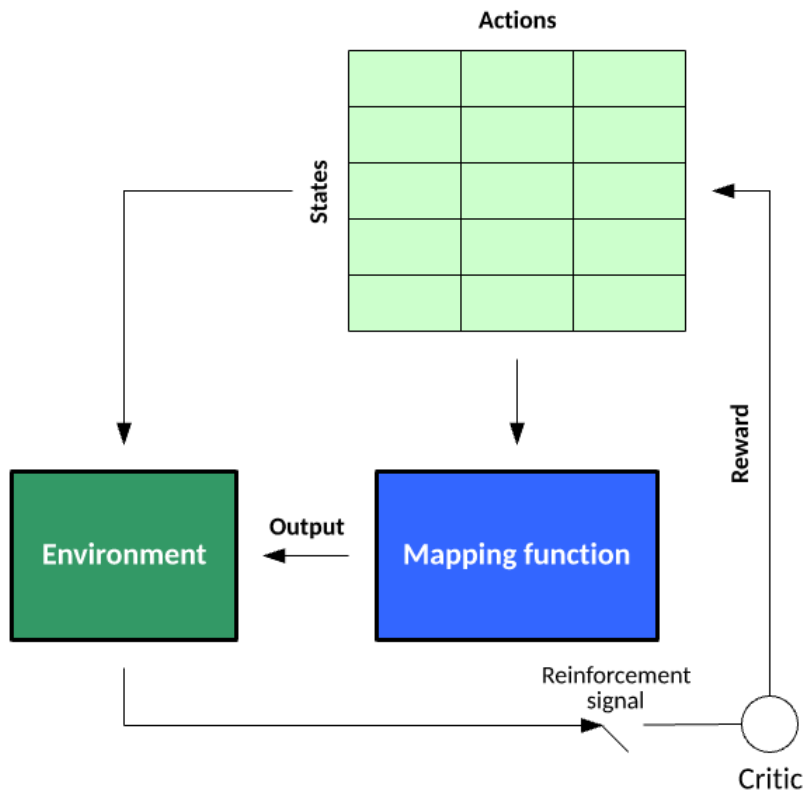 Actions
States
Reward
Environment
Output
Mapping function
Reinforcement
signal
Critic